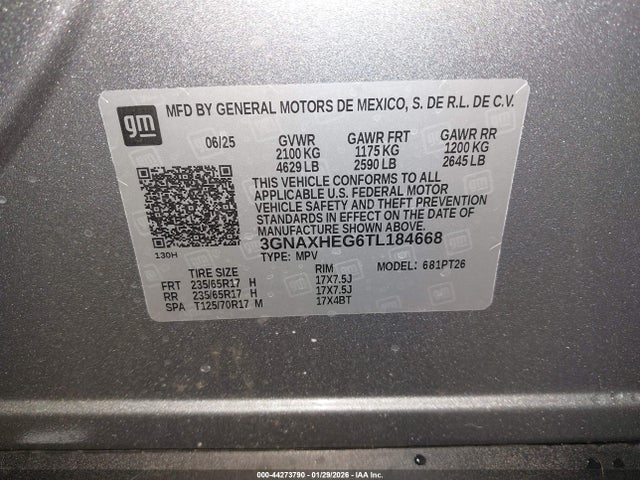 gm
MFD BY GENERAL MOTORS DE MEXICO, S. DE R.L. DE C.V.
06/25 GVWR GAWR FRT GAWR RR
2100 KG 1175 KG 1200 KG
4629 LB 2590 LB 2645 LB
THIS VEHICLE CONFORMS TO ALL
APPLICABLE U.S. FEDERAL MOTOR
VEHICLE SAFETY AND THEFT PREVENTION
STANDARDS IN EFFECT ON THE DATE OF
MANUFACTURE SHOWN ABOVE.
130H 3GNAXHEG6TL184668
TYPE: MPV MODEL: 681PT26
TIRE SIZE RIM
FRT 235/65R17 H 17X7.5J
RR 235/65R17 H 17X7.5J
SPA T125/70R17 M 17X4BT
000-44273790 - 01/29/2026 - IAA Inc.